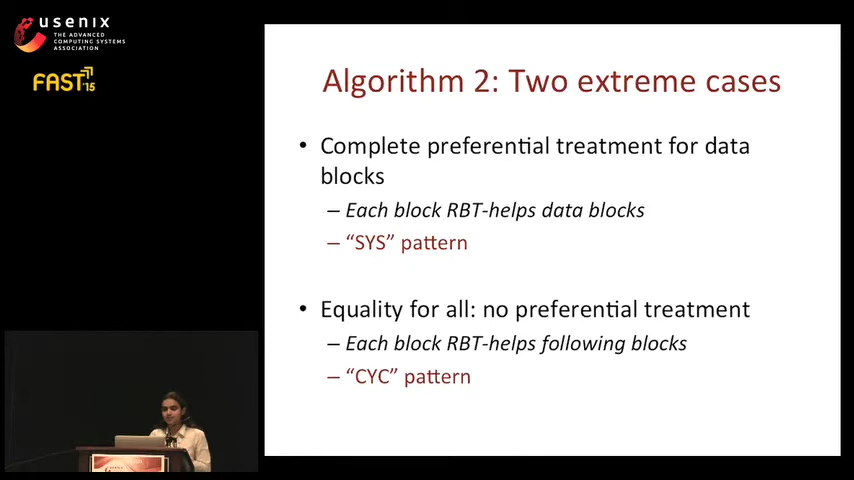 usenix
THE ADVANCED
COMPUTING SYSTEMS
ASSOCIATION
FAST '15
Algorithm 2: Two extreme cases
• Complete preferential treatment for data
blocks
– Each block RBT-helps data blocks
– “SYS” pattern
• Equality for all: no preferential treatment
– Each block RBT-helps following blocks
– “CYC” pattern